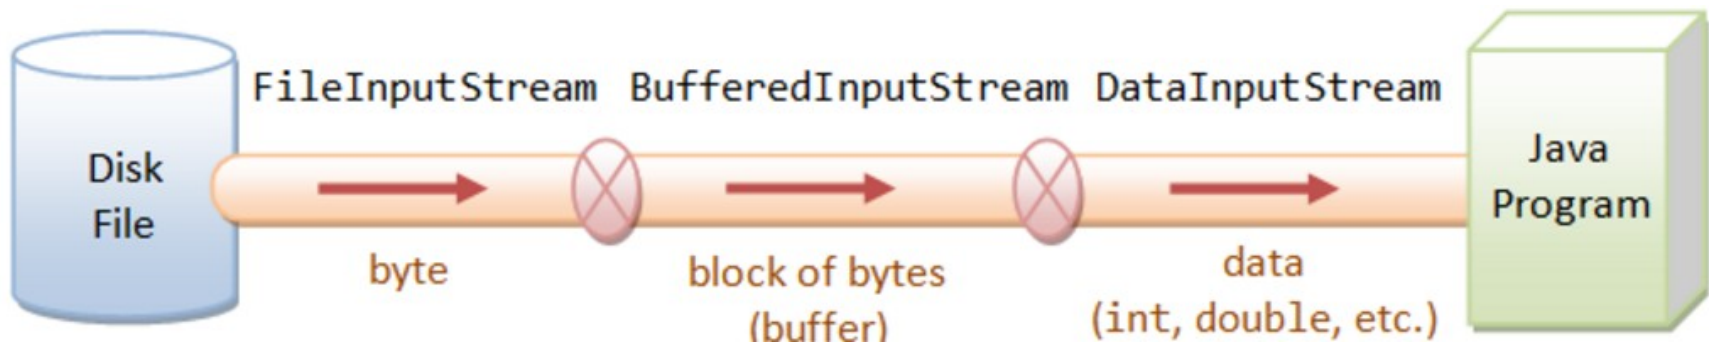 Disk
File
FileInputStream
BufferedInputStream
DataInputStream
byte
block of bytes
(buffer)
data
(int, double, etc.)
Java
Program